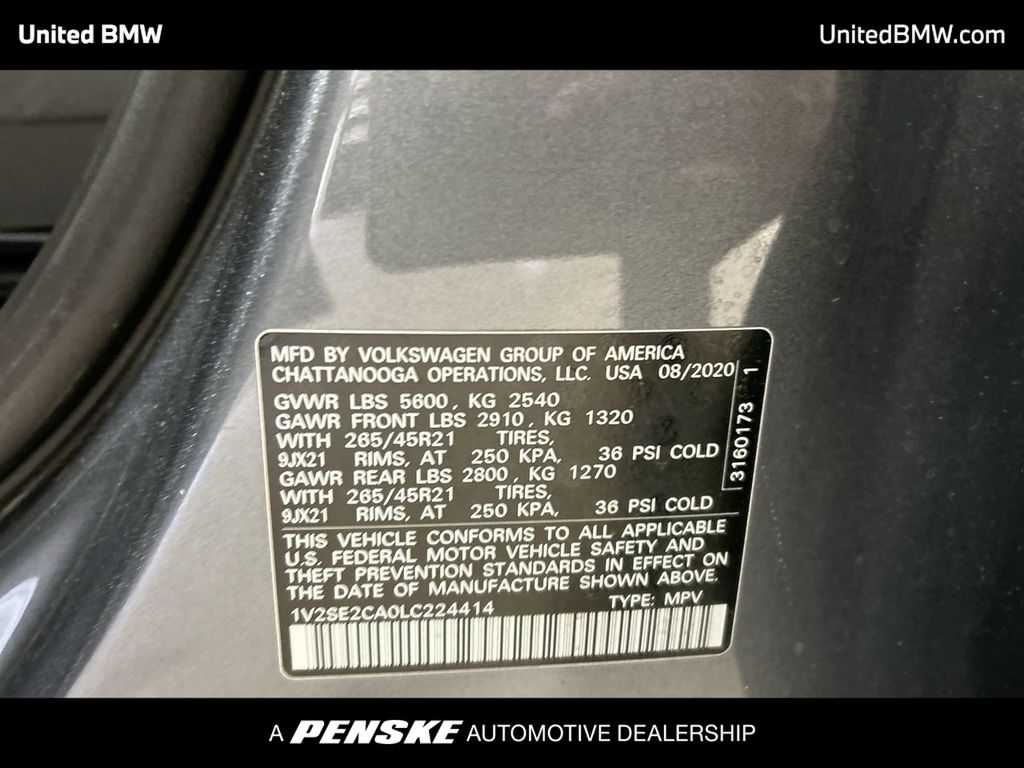 United BMW
UnitedBMW.com
MFD BY VOLKSWAGEN GROUP OF AMERICA
CHATTANOOGA OPERATIONS, LLC. USA 08/2020
GVWR LBS 5600, KG 2540
GAWR FRONT LBS 2910, KG 1320
WITH 265/45R21 TIRES,
9JX21 RIMS, AT 250 KPA, 36 PSI COLD
GAWR REAR LBS 2800, KG 1270
WITH 265/45R21 TIRES,
9JX21 RIMS, AT 250 KPA, 36 PSI COLD
3160173 1
THIS VEHICLE CONFORMS TO ALL APPLICABLE
U.S. FEDERAL MOTOR VEHICLE SAFETY AND
THEFT PREVENTION STANDARDS IN EFFECT ON
THE DATE OF MANUFACTURE SHOWN ABOVE.
1V2SE2CA0LC224414 TYPE: MPV
A PENSKE AUTOMOTIVE DEALERSHIP